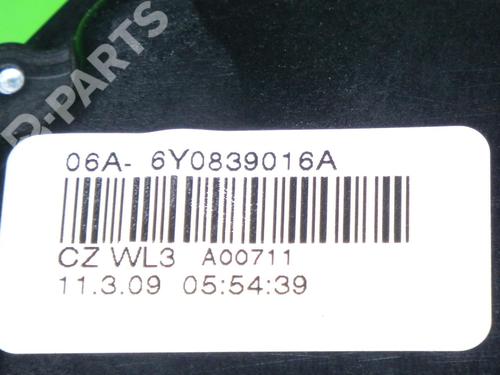 D-PARTS
06A- 6Y0839016A
CZ WL3 A00711
11.3.09 05:54:39